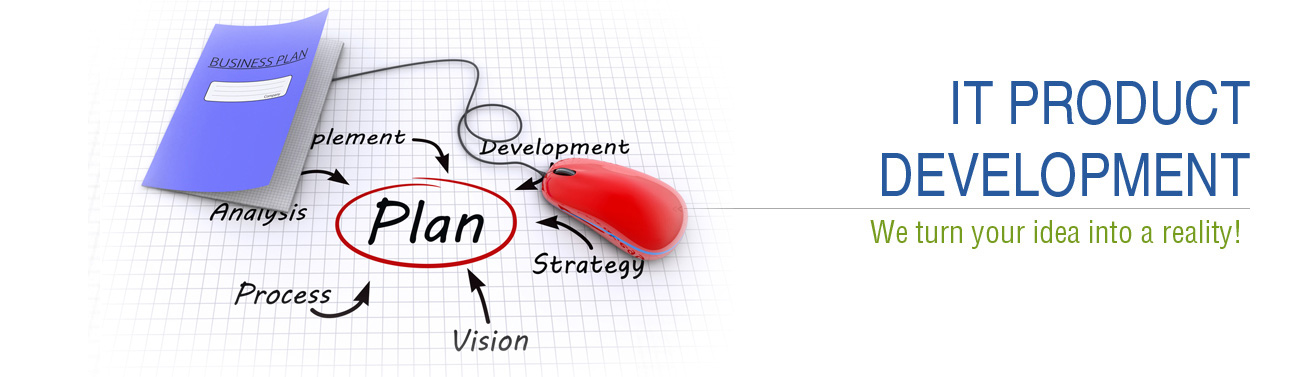 BUSINESS PLAN
Company
plement
Development
Analysis
Plan
Strategy
Process
Vision
IT PRODUCT
DEVELOPMENT
We turn your idea into a reality!